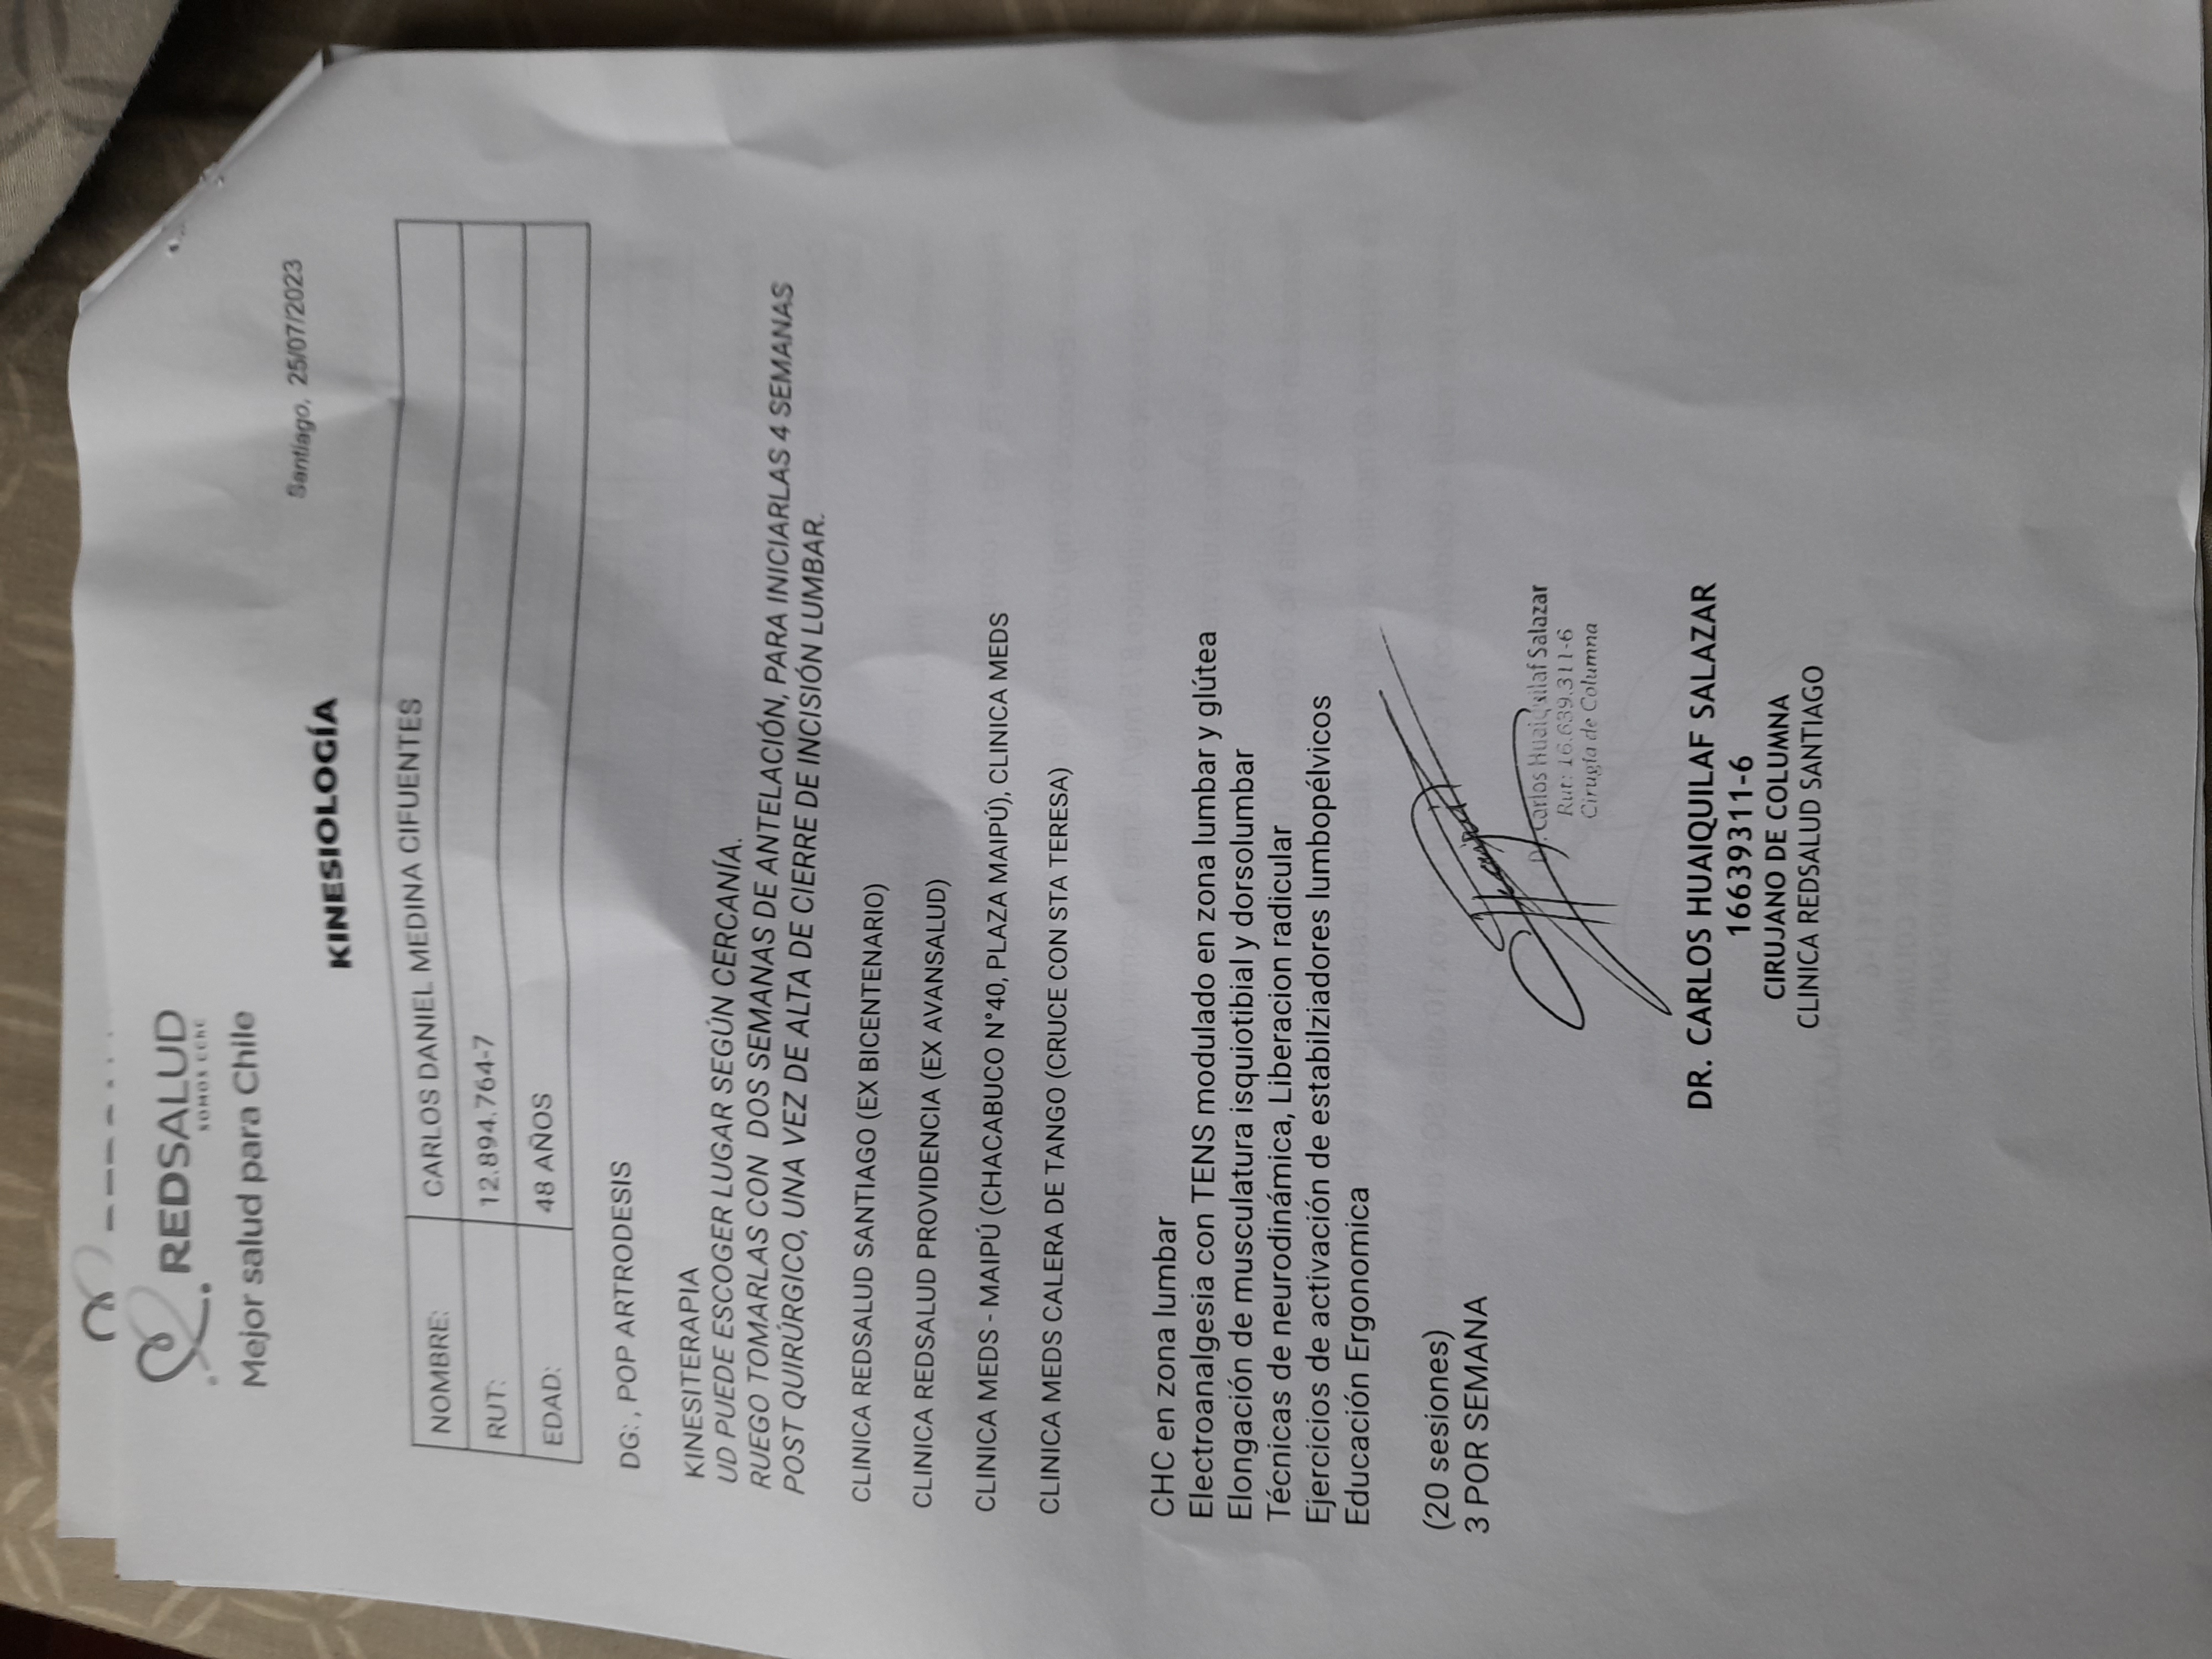 REDSALUD
SOMOS CChC
Mejor salud para Chile
Santiago, 25/07/2023
KINESIOLOGÍA
NOMBRE: CARLOS DANIEL MEDINA CIFUENTES
RUT: 12.894.764-7
EDAD: 48 AÑOS
DG: , POP ARTRODESIS
KINESITERAPIA
UD PUEDE ESCOGER LUGAR SEGÚN CERCANÍA.
RUEGO TOMARLAS CON DOS SEMANAS DE ANTELACIÓN, PARA INICIARLAS 4 SEMANAS
POST QUIRÚRGICO, UNA VEZ DE ALTA DE CIERRE DE INCISIÓN LUMBAR.
CLINICA REDSALUD SANTIAGO (EX BICENTENARIO)
CLINICA REDSALUD PROVIDENCIA (EX AVANSALUD)
CLINICA MEDS - MAIPÚ (CHACABUCO N°40, PLAZA MAIPÚ), CLINICA MEDS
CLINICA MEDS CALERA DE TANGO (CRUCE CON STA TERESA)
CHC en zona lumbar
Electroanalgesia con TENS modulado en zona lumbar y glútea
Elongación de musculatura isquiotibial y dorsolumbar
Técnicas de neurodinámica, Liberacion radicular
Ejercicios de activación de estabilziadores lumbopélvicos
Educación Ergonomica
(20 sesiones)
3 POR SEMANA
Dr. Carlos Huaiquilaf Salazar
Rut: 16.639.311-6
Cirugía de Columna
DR. CARLOS HUAIQUILAF SALAZAR
16639311-6
CIRUJANO DE COLUMNA
CLINICA REDSALUD SANTIAGO